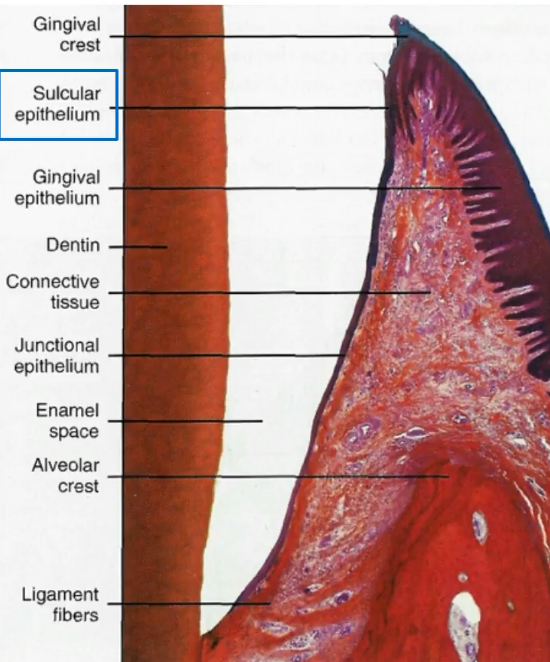 Gingival
crest
Sulcular
epithelium
Gingival
epithelium
Dentin
Connective
tissue
Junctional
epithelium
Enamel
space
Alveolar
crest
Ligament
fibers